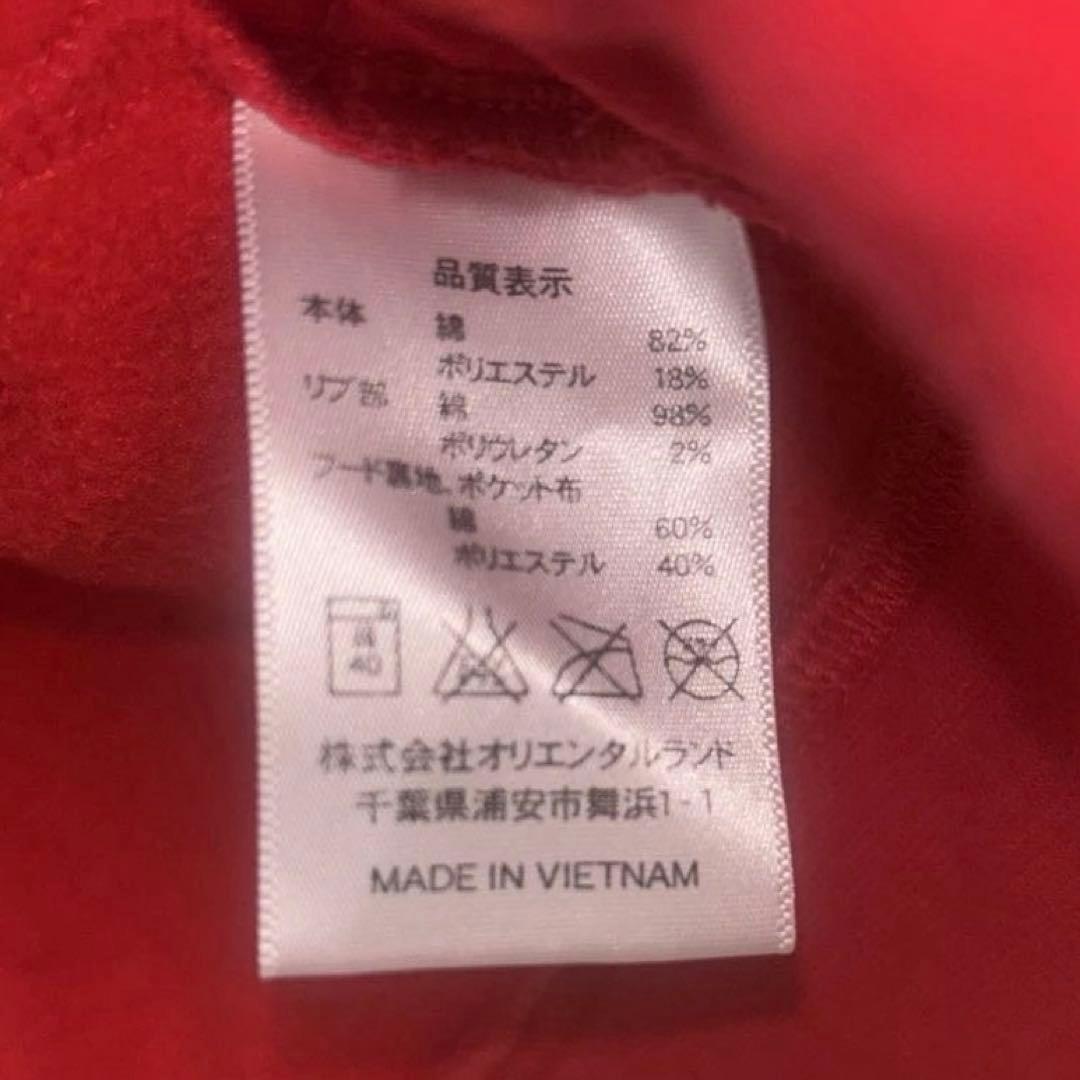 品質表示
本体 綿 82%
ポリエステル 18%
リブ部 綿 98%
ポリウレタン 2%
フード裏地、ポケット布
綿 60%
ポリエステル 40%
40
株式会社オリエンタルランド
千葉県浦安市舞浜1-1
MADE IN VIETNAM